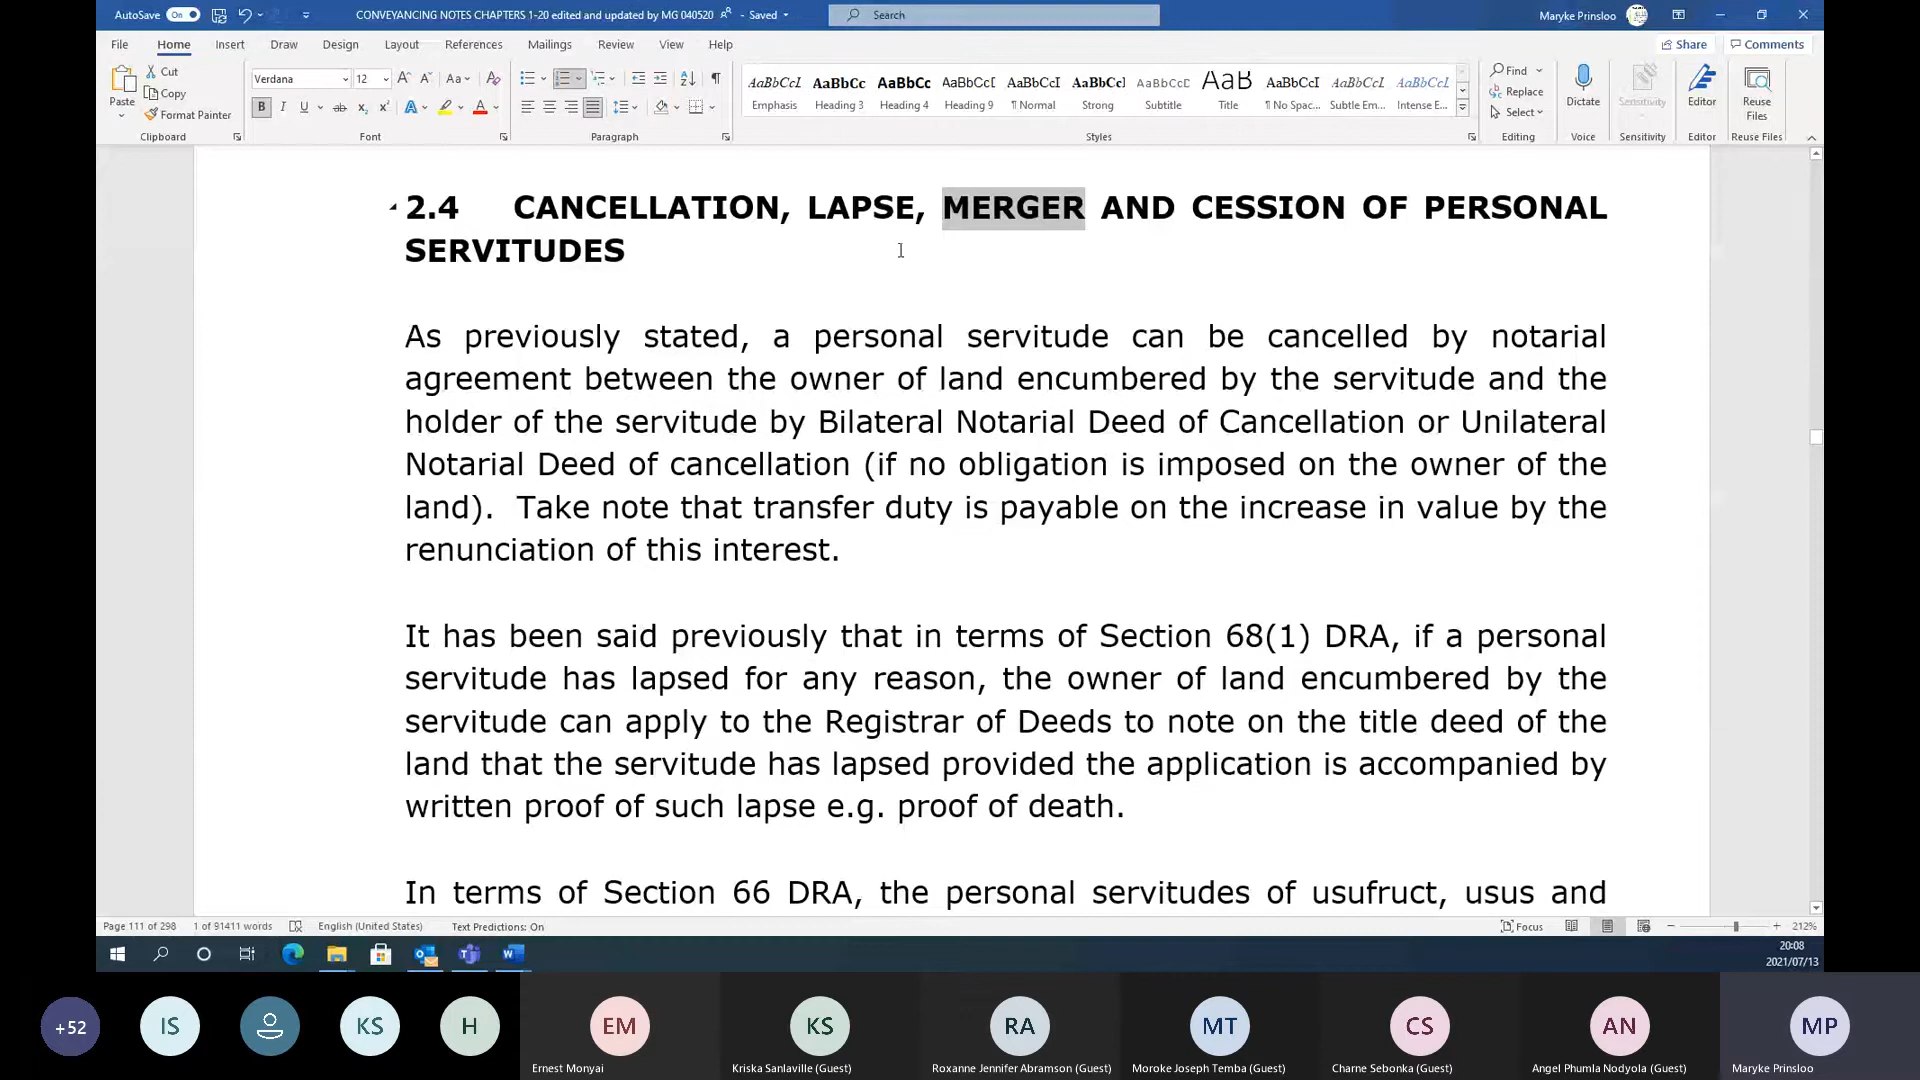 AutoSave On CONVEYANCING NOTES CHAPTERS 1-20 edited and updated by MG 040520 - Saved Search Maryke Prinsloo
File Home Insert Draw Design Layout References Mailings Review View Help Share Comments
Paste Cut Copy Format Painter Clipboard
Verdana 12 Aa B I U ab x₂ x² A A Font
Paragraph
AaBbCcI Emphasis AaBbCc Heading 3 AaBbCc Heading 4 AaBbCcD Heading 9 AaBbCcI ¶ Normal AaBbCcI Strong AaBbCcD Subtitle AaB Title AaBbCcI ¶ No Spac... AaBbCcI Subtle Em... AaBbCcI Intense E... Styles
Find Replace Select Editing
Dictate Voice Sensitivity Sensitivity Editor Editor Reuse Files Reuse Files
2.4 CANCELLATION, LAPSE, MERGER AND CESSION OF PERSONAL
SERVITUDES
As previously stated, a personal servitude can be cancelled by notarial
agreement between the owner of land encumbered by the servitude and the
holder of the servitude by Bilateral Notarial Deed of Cancellation or Unilateral
Notarial Deed of cancellation (if no obligation is imposed on the owner of the
land). Take note that transfer duty is payable on the increase in value by the
renunciation of this interest.
It has been said previously that in terms of Section 68(1) DRA, if a personal
servitude has lapsed for any reason, the owner of land encumbered by the
servitude can apply to the Registrar of Deeds to note on the title deed of the
land that the servitude has lapsed provided the application is accompanied by
written proof of such lapse e.g. proof of death.
In terms of Section 66 DRA, the personal servitudes of usufruct, usus and
Page 111 of 298 1 of 91411 words English (United States) Text Predictions: On Focus 212%
20:08
2021/07/13
+52 IS KS H EM KS RA MT CS AN MP
Ernest Monyai Kriska Sanlaville (Guest) Roxanne Jennifer Abramson (Guest) Moroke Joseph Temba (Guest) Charne Sebonka (Guest) Angel Phumla Nodyola (Guest) Maryke Prinsloo